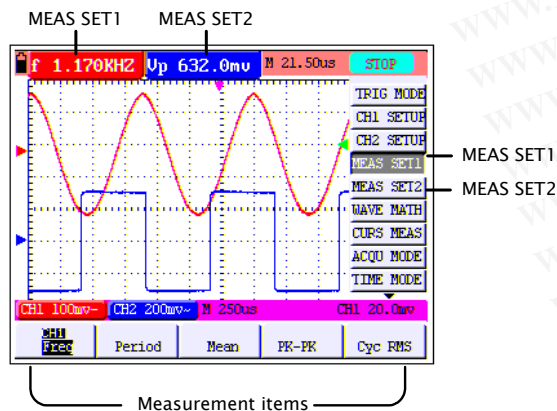 MEAS SET1 MEAS SET2
f 1.170KHZ Vp 632.0mv M 21.50us STOP
TRIG MODE
CH1 SETUP
CH2 SETUP
MEAS SET1 MEAS SET1
MEAS SET2 MEAS SET2
WAVE MATH
CURS MEAS
ACQU MODE
TIME MODE
CH1 100mv- CH2 200mv~ M 250us CH1 20.0mv
CH1
Freq Period Mean PK-PK Cyc RMS
Measurement items